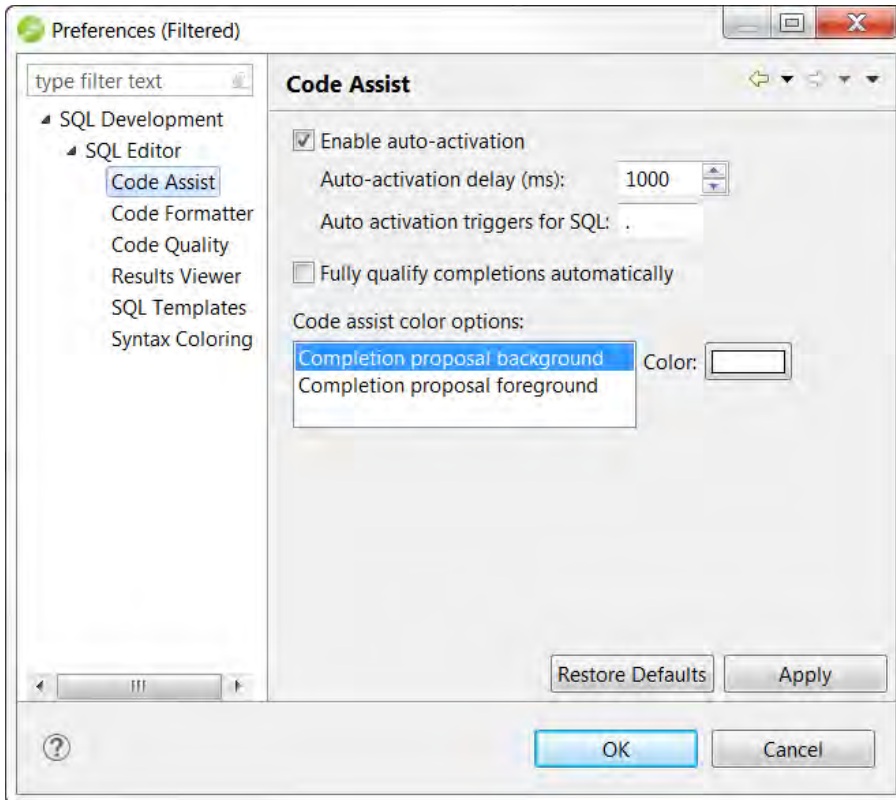 Preferences (Filtered)
type filter text
SQL Development
SQL Editor
Code Assist
Code Formatter
Code Quality
Results Viewer
SQL Templates
Syntax Coloring
Code Assist
Enable auto-activation
Auto-activation delay (ms): 1000
Auto activation triggers for SQL: .
Fully qualify completions automatically
Code assist color options:
Completion proposal background
Color:
Completion proposal foreground
Restore Defaults
Apply
OK
Cancel